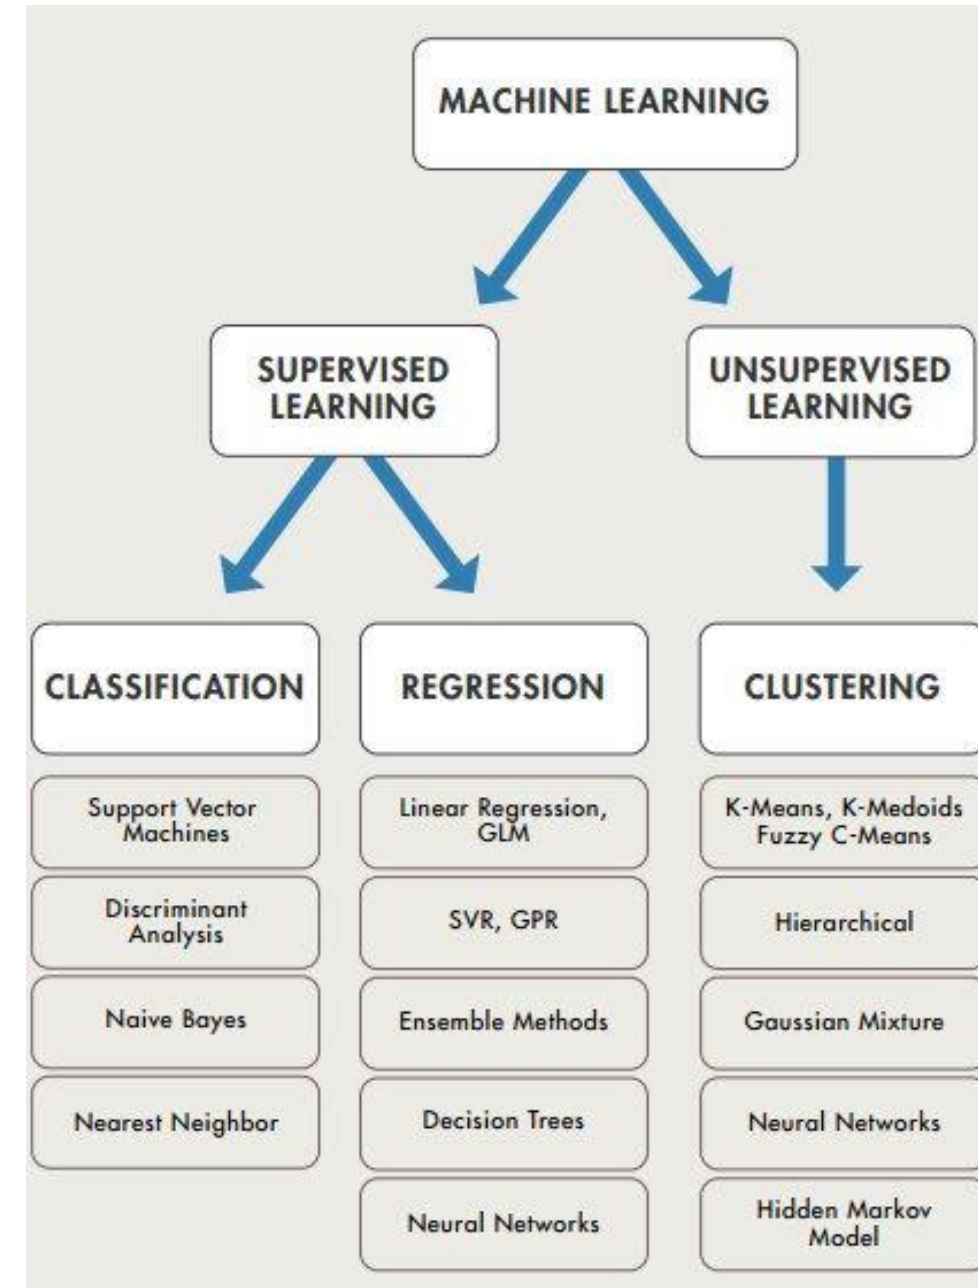 MACHINE LEARNING
SUPERVISED
LEARNING
UNSUPERVISED
LEARNING
CLASSIFICATION
REGRESSION
CLUSTERING
Support Vector
Machines
Linear Regression,
GLM
K-Means, K-Medoids
Fuzzy C-Means
Discriminant
Analysis
SVR, GPR
Hierarchical
Naive Bayes
Ensemble Methods
Gaussian Mixture
Nearest Neighbor
Decision Trees
Neural Networks
Neural Networks
Hidden Markov
Model